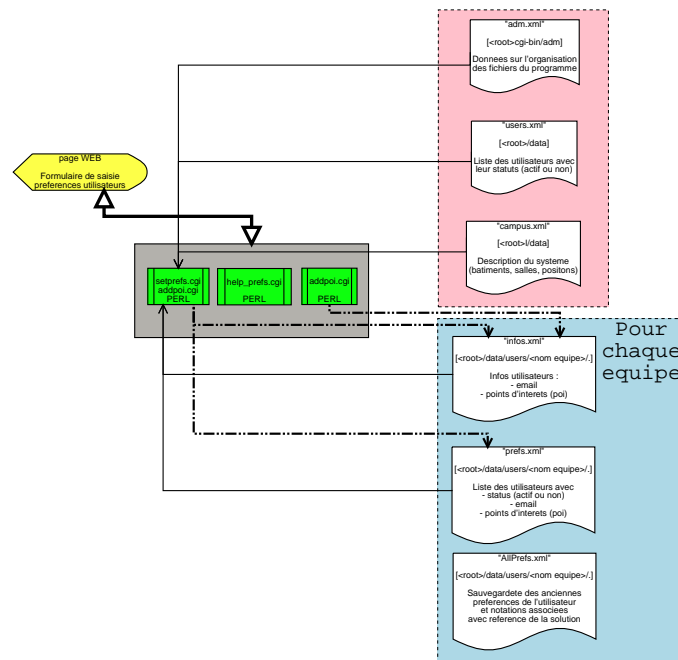 "adm.xml"
[<root>cgi-bin/adm]
Donnees sur l'organisation
des fichiers du programme
"users.xml"
[<root>/data]
Liste des utilisateurs avec
leur statuts (actif ou non)
page WEB
Formulaire de saisie
preferences utilisateurs
"campus.xml"
[<root>l/data]
Description du systeme
(batiments, salles, positons)
setprefs.cgi
addpoi.cgi
PERL
help_prefs.cgi
PERL
addpoi.cgi
PERL
Pour
chaque
equipe
"infos.xml"
[<root>/data/users/<nom equipe>/.]
Infos utilisateurs :
- email
- points d'interets (poi)
"prefs.xml"
[<root>/data/users/<nom equipe>/.]
Liste des utilisateurs avec
- status (actif ou non)
- email
- points d'interets (poi)
"AllPrefs.xml"
[<root>/data/users/<nom equipe>/.]
Sauvegardete des anciennes
preferences de l'utilisateur
et notations associees
avec reference de la solution